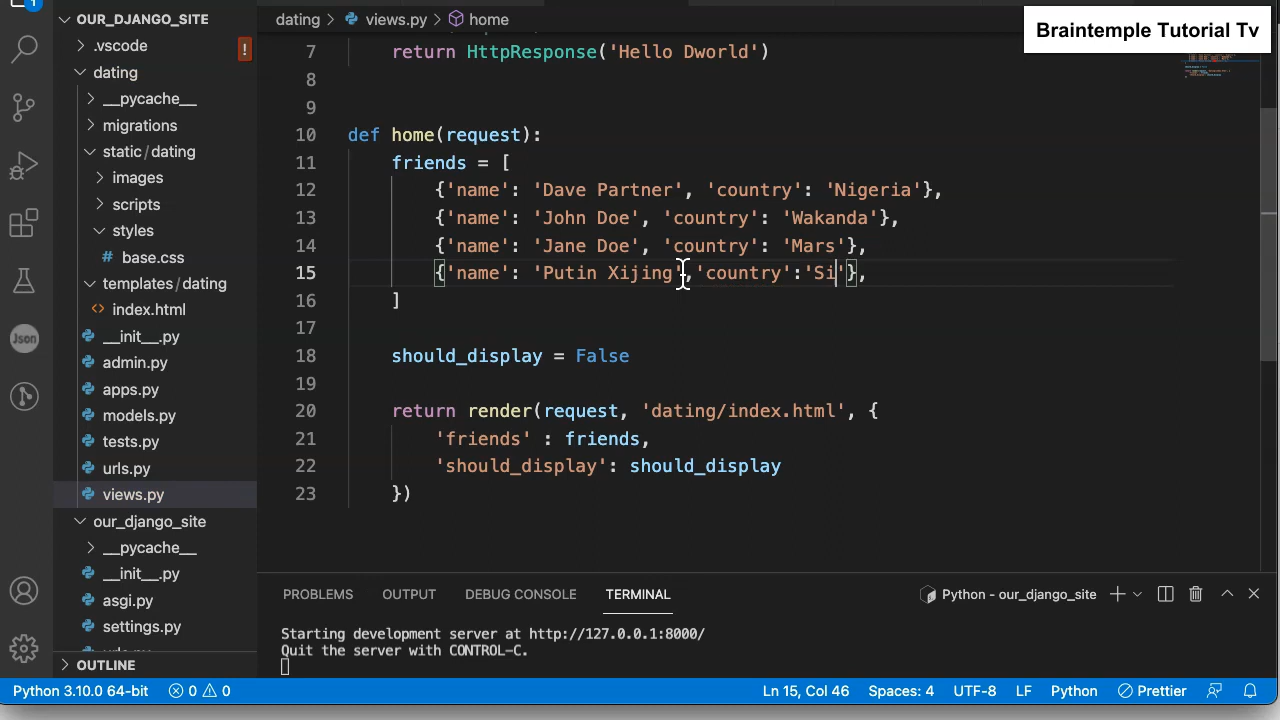 1
OUR_DJANGO_SITE
dating > views.py > home
Braintemple Tutorial Tv
.vscode
!
dating
__pycache__
migrations
static/dating
images
scripts
styles
base.css
templates/dating
index.html
__init__.py
admin.py
apps.py
models.py
tests.py
urls.py
views.py
our_django_site
__pycache__
__init__.py
asgi.py
settings.py
OUTLINE
Json
7 return HttpResponse('Hello Dworld')
8
9
10 def home(request):
11 friends = [
12 {'name': 'Dave Partner', 'country': 'Nigeria'},
13 {'name': 'John Doe', 'country': 'Wakanda'},
14 {'name': 'Jane Doe', 'country': 'Mars'},
15 {'name': 'Putin Xijing','country':'Si'},
16 ]
17
18 should_display = False
19
20 return render(request, 'dating/index.html', {
21 'friends' : friends,
22 'should_display': should_display
23 })
PROBLEMS OUTPUT DEBUG CONSOLE TERMINAL Python - our_django_site
Starting development server at http://127.0.0.1:8000/
Quit the server with CONTROL-C.
Python 3.10.0 64-bit 0 0 Ln 15, Col 46 Spaces: 4 UTF-8 LF Python Prettier